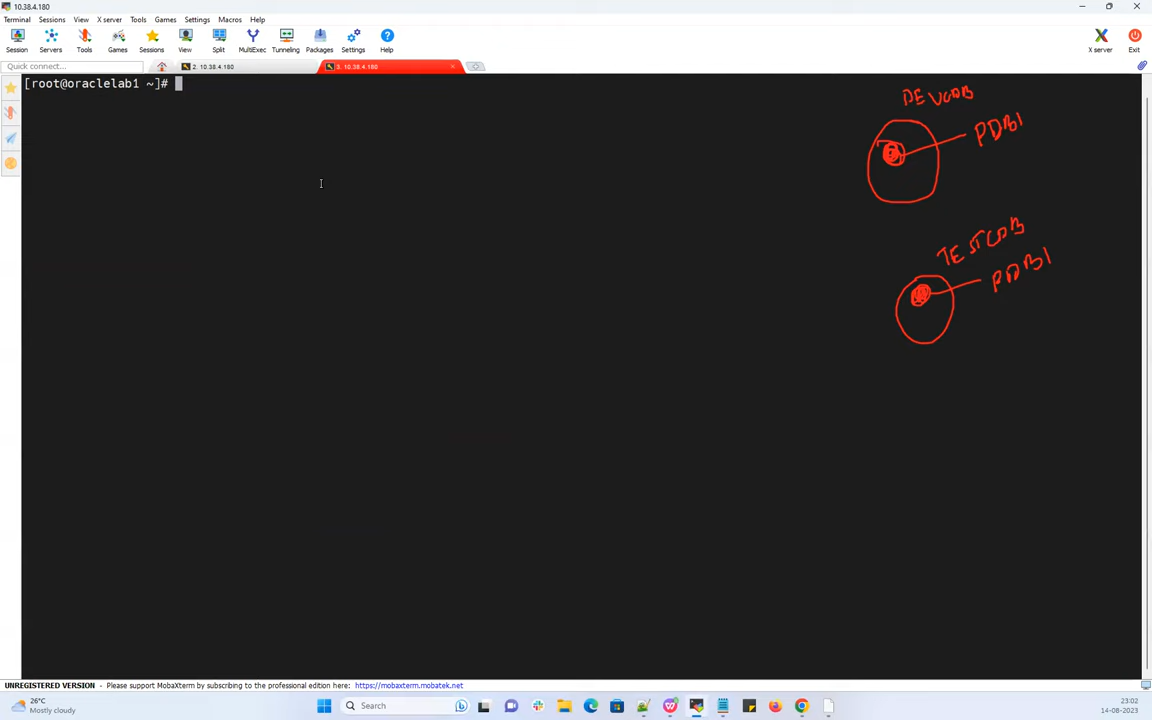 10.38.4.180
Terminal Sessions View X server Tools Games Settings Macros Help
Session Servers Tools Games Sessions View Split MultiExec Tunneling Packages Settings Help X server Exit
Quick connect...
2. 10.38.4.180
3. 10.38.4.180
[root@oraclelab1 ~]#
DEVCDB
PDB1
TESTCDB
PDB1
UNREGISTERED VERSION - Please support MobaXterm by subscribing to the professional edition here: https://mobaxterm.mobatek.net
26°C
Mostly cloudy
Search
23:02
14-08-2023